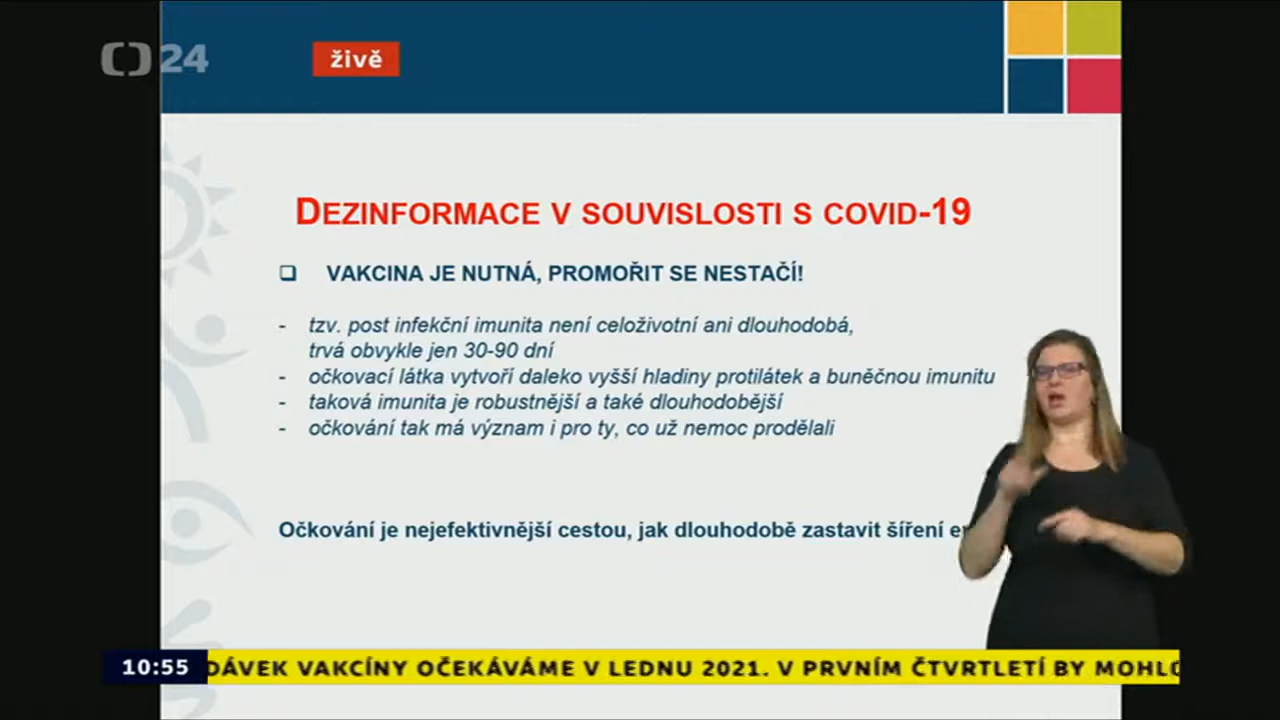 24
živě
DEZINFORMACE V SOUVISLOSTI S COVID-19
VAKCINA JE NUTNÁ, PROMOŘIT SE NESTAČÍ!
- tzv. post infekční imunita není celoživotní ani dlouhodobá,
trvá obvykle jen 30-90 dní
- očkovací látka vytvoří daleko vyšší hladiny protilátek a buněčnou imunitu
- taková imunita je robustnější a také dlouhodobější
- očkování tak má význam i pro ty, co už nemoc prodělali
Očkování je nejefektivnější cestou, jak dlouhodobě zastavit šíření
10:55 DÁVEK VAKCÍNY OČEKÁVÁME V LEDNU 2021. V PRVNÍM ČTVRTLETÍ BY